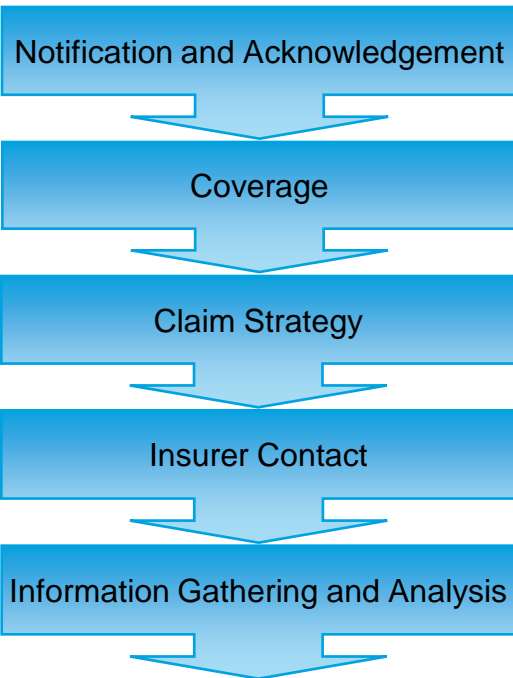 Notification and Acknowledgement
Coverage
Claim Strategy
Insurer Contact
Information Gathering and Analysis